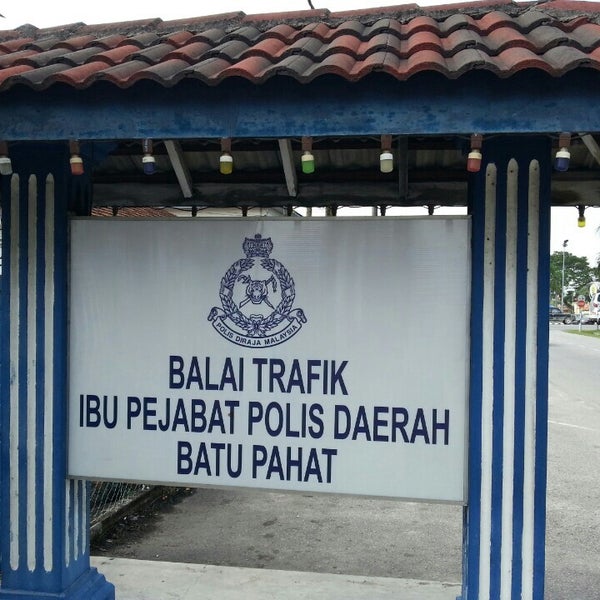 POLIS DIRAJA MALAYSIA
BALAI TRAFIK
IBU PEJABAT POLIS DAERAH
BATU PAHAT